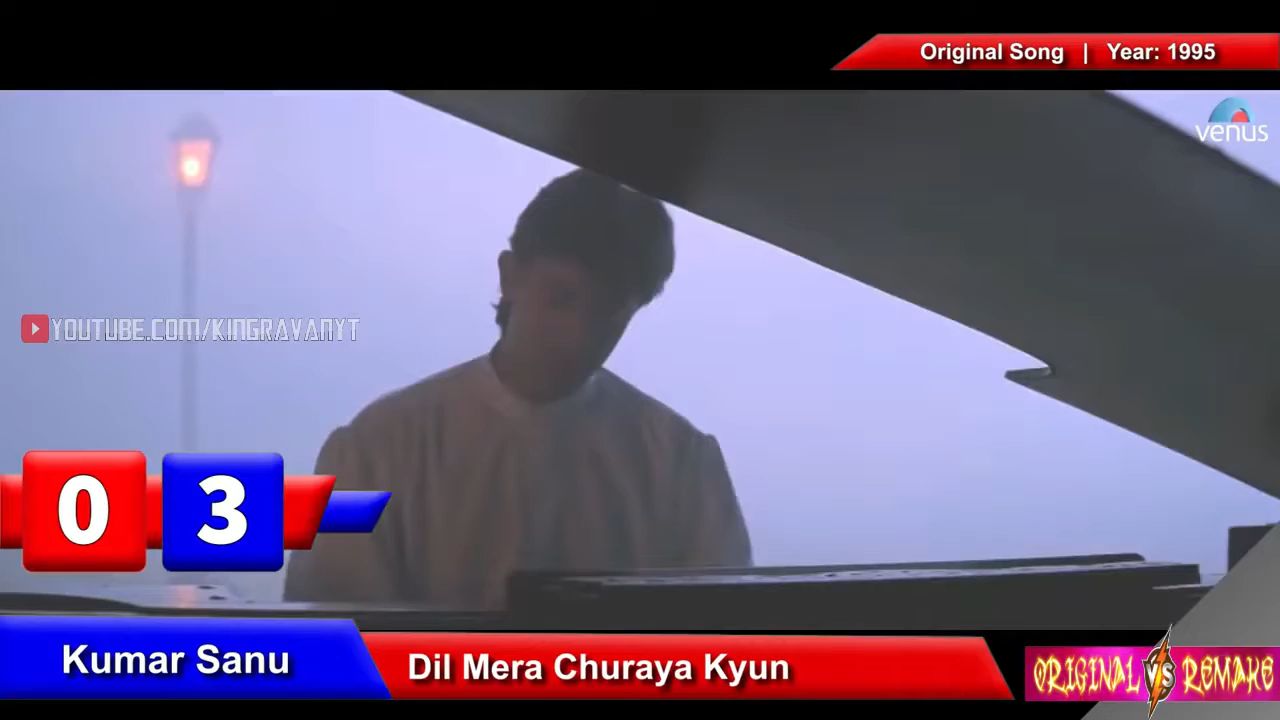 Original Song | Year: 1995
venus
YOUTUBE.COM/KINGRAVANYT
0 3
Kumar Sanu
Dil Mera Churaya Kyun
ORIGINAL VS REMAKE